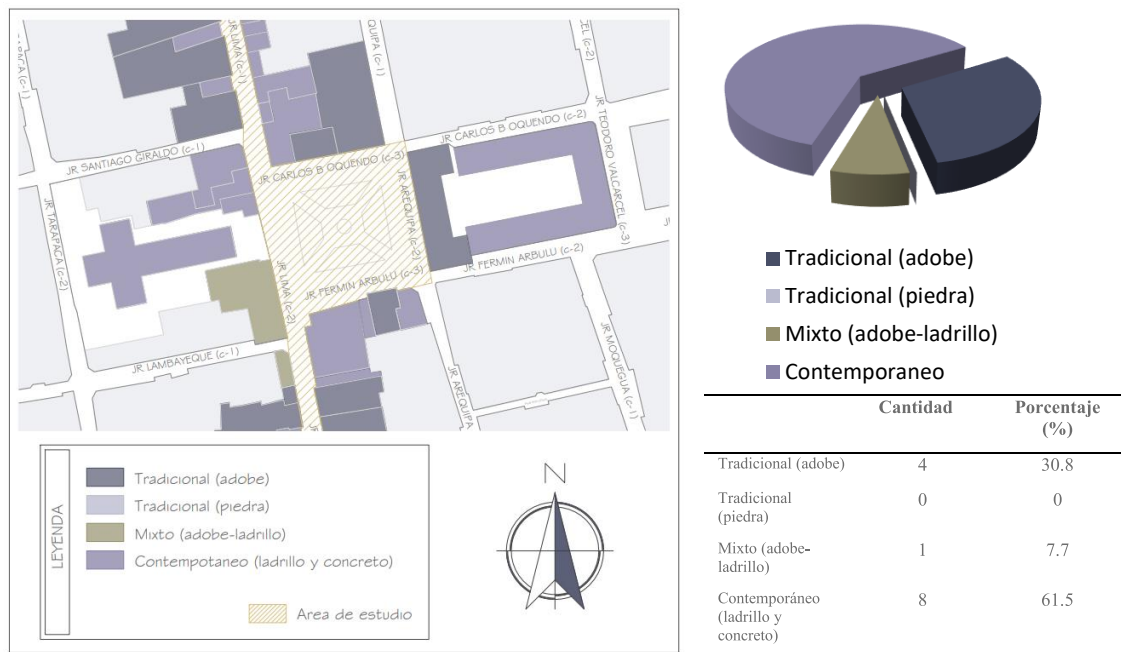 JR LIMA (c-1)
QUIPA (c-1)
CEL (c-2)
JR TEODORO VALCARCEL (c-3)
JR CARLOS B OQUENDO (c-2)
JR SANTIAGO GIRALDO (c-1)
JR CARLOS B OQUENDO (c-3)
JR AREQUIPA (c-2)
JR TARAPACA (c-2)
JR LIMA (c-2)
JR FERMIN ARBULU (c-3)
JR FERMIN ARBULU (c-2)
JR LAMBAYEQUE (c-1)
JR AREQUIPA
JR MOQUEGUA (c-1)
LEYENDA
Tradicional (adobe)
Tradicional (piedra)
Mixto (adobe-ladrillo)
Contempotaneo (ladrillo y concreto)
Area de estudio
N
Tradicional (adobe)
Tradicional (piedra)
Mixto (adobe-ladrillo)
Contemporaneo
Cantidad Porcentaje
(%)
Tradicional (adobe) 4 30.8
Tradicional 0 0
(piedra)
Mixto (adobe- 1 7.7
ladrillo)
Contemporáneo 8 61.5
(ladrillo y
concreto)